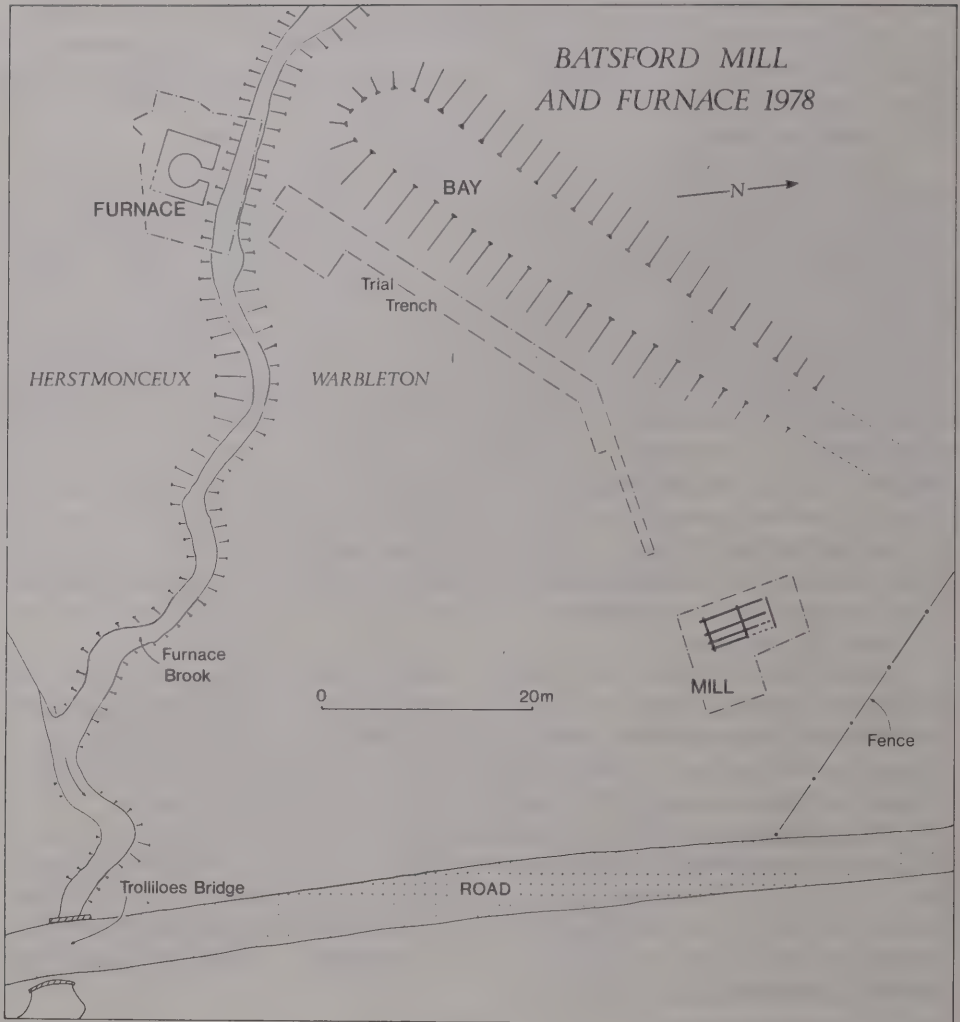 BATSFORD MILL
AND FURNACE 1978
BAY
N
FURNACE
Trial
Trench
HERSTMONCEUX
WARBLETON
Furnace
Brook
0 20m
MILL
Fence
Trolliloes Bridge
ROAD